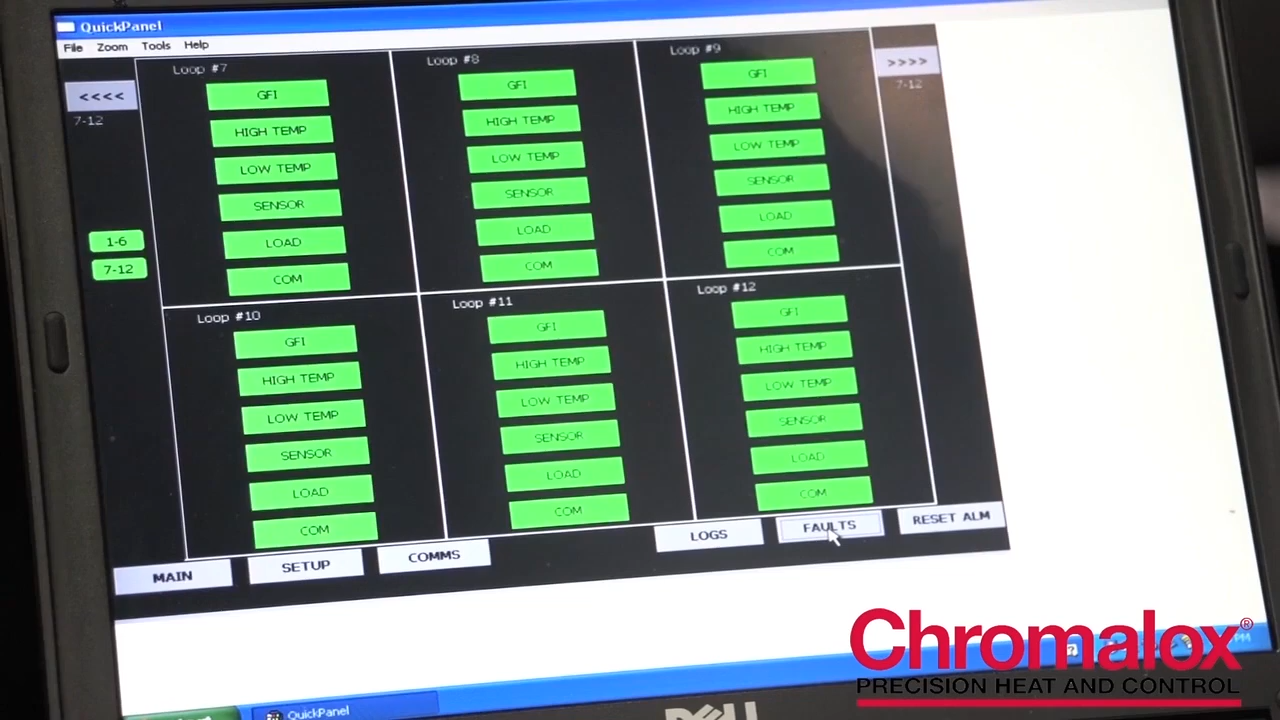 QuickPanel
File Zoom Tools Help
<<<<
7-12
1-6
7-12
Loop #7
GFI
HIGH TEMP
LOW TEMP
SENSOR
LOAD
COM
Loop #8
GFI
HIGH TEMP
LOW TEMP
SENSOR
LOAD
COM
Loop #9
GFI
HIGH TEMP
LOW TEMP
SENSOR
LOAD
COM
>>>>
7-12
Loop #10
GFI
HIGH TEMP
LOW TEMP
SENSOR
LOAD
COM
Loop #11
GFI
HIGH TEMP
LOW TEMP
SENSOR
LOAD
COM
Loop #12
GFI
HIGH TEMP
LOW TEMP
SENSOR
LOAD
COM
MAIN SETUP COMMS LOGS FAULTS RESET ALM
QuickPanel
PM
DELL
Chromalox®
PRECISION HEAT AND CONTROL